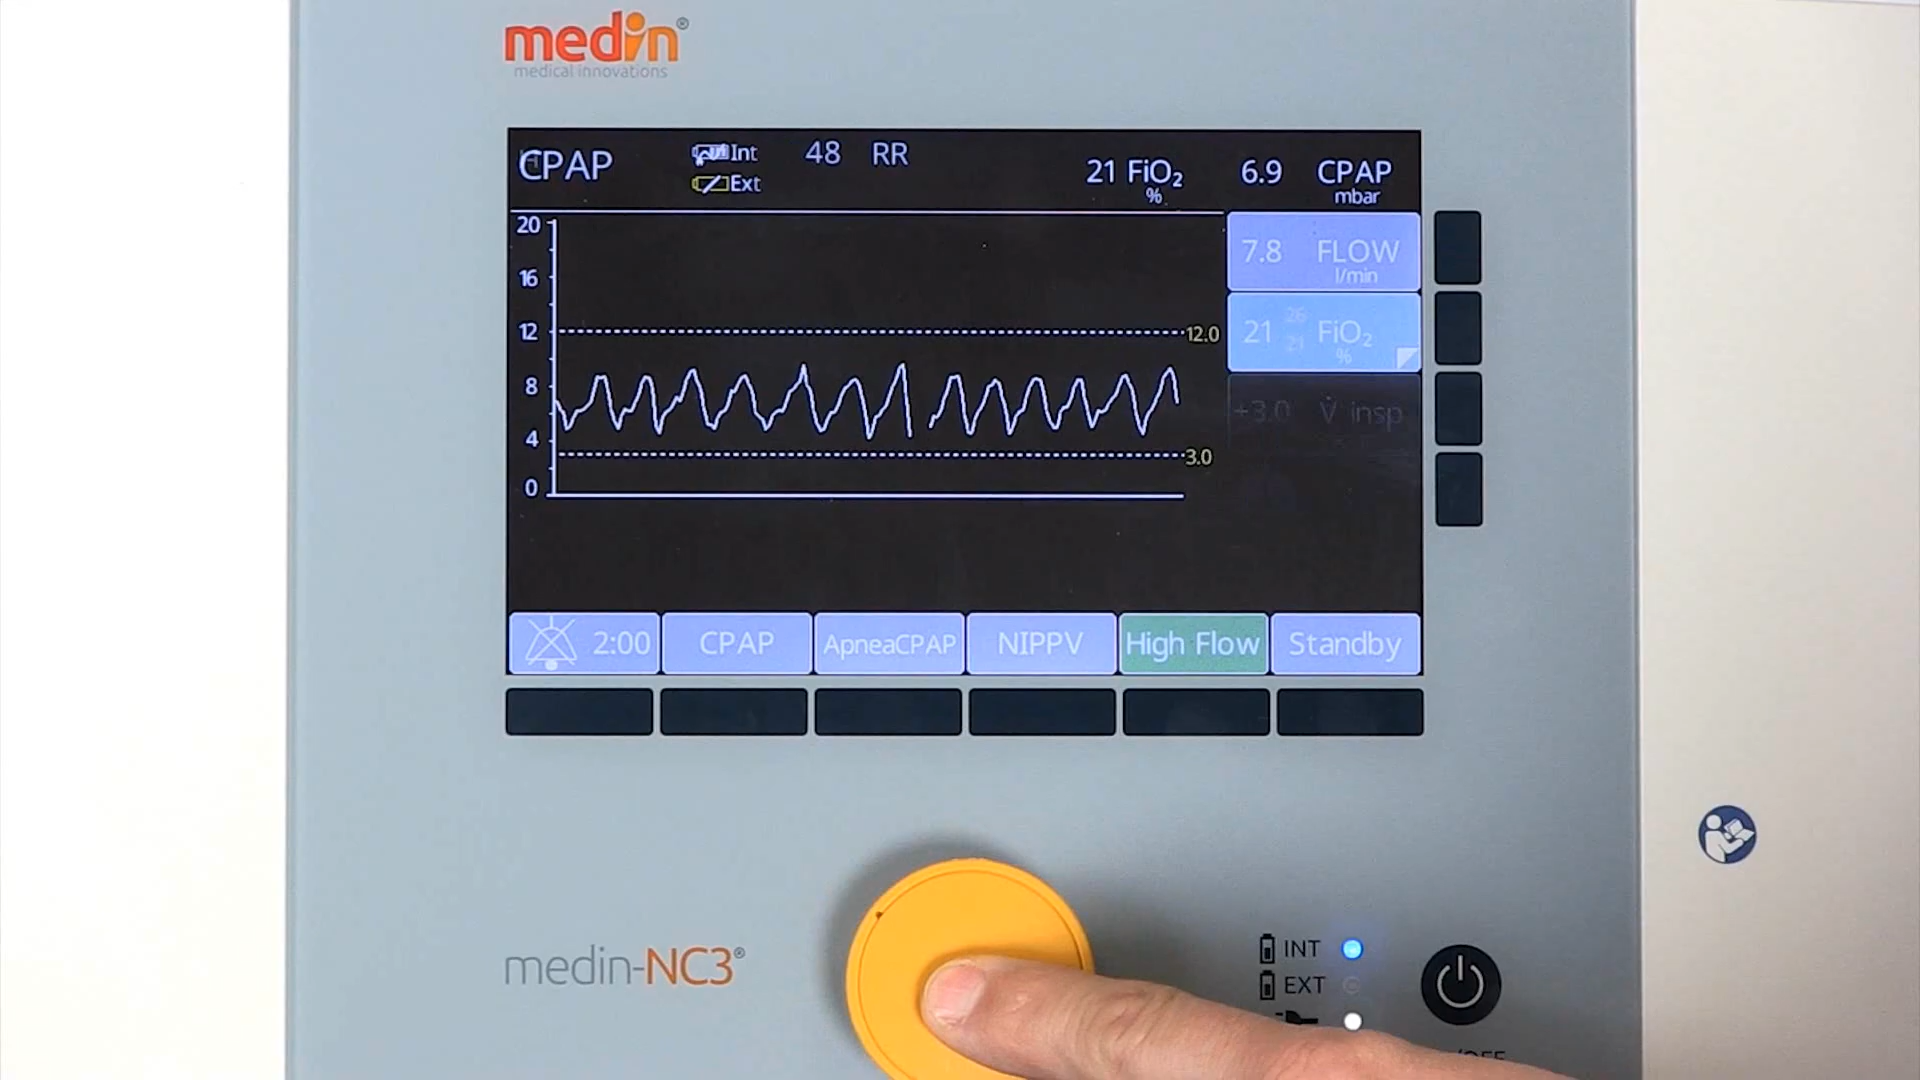 medin®
medical innovations
CPAP
Int
Ext
48 RR
21 FiO₂
%
6.9 CPAP
mbar
20
16
12
8
4
0
12.0
3.0
7.8 FLOW
l/min
21 26 21 FiO₂
%
+3.0 V̇ insp
2:00
CPAP
ApneaCPAP
NIPPV
High Flow
Standby
medin-NC3®
INT
EXT